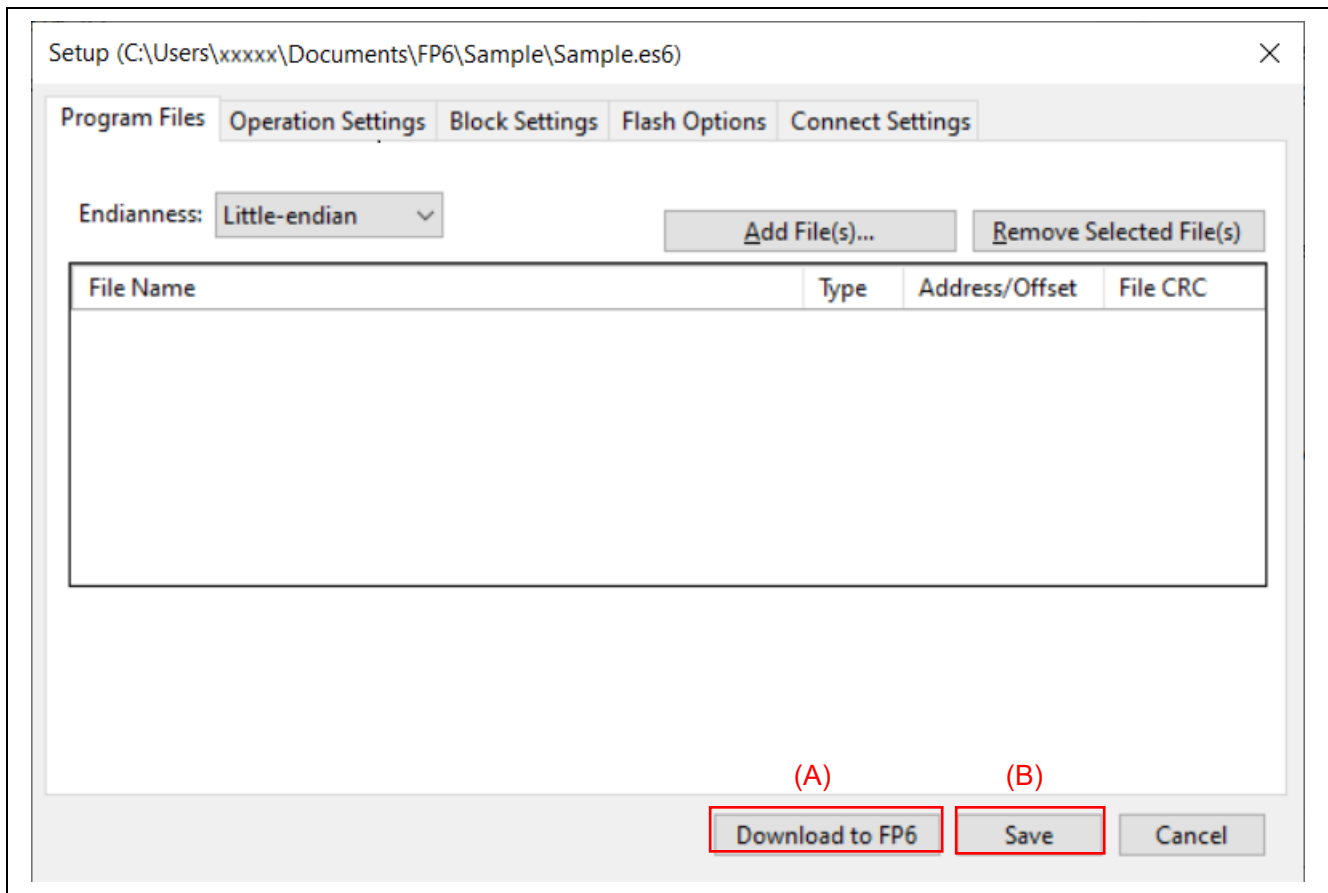 Setup (C:\Users\xxxxx\Documents\FP6\Sample\Sample.es6)
Program Files Operation Settings Block Settings Flash Options Connect Settings
Endianness: Little-endian
Add File(s)... Remove Selected File(s)
File Name Type Address/Offset File CRC
(A) (B)
Download to FP6 Save Cancel